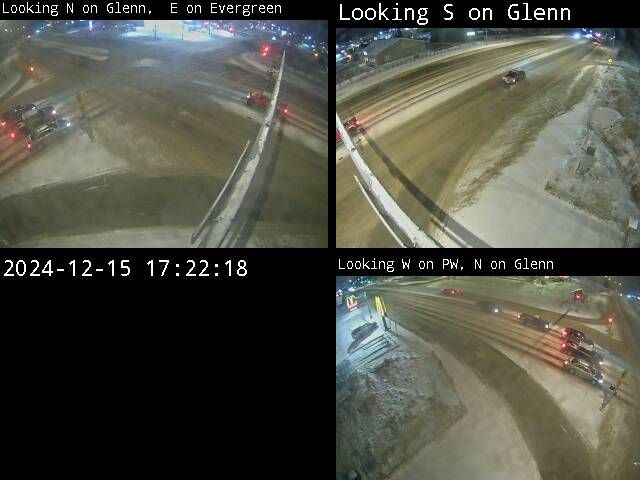 Looking N on Glenn, E on Evergreen
Looking S on Glenn
2024-12-15 17:22:18
Looking W on PW, N on Glenn